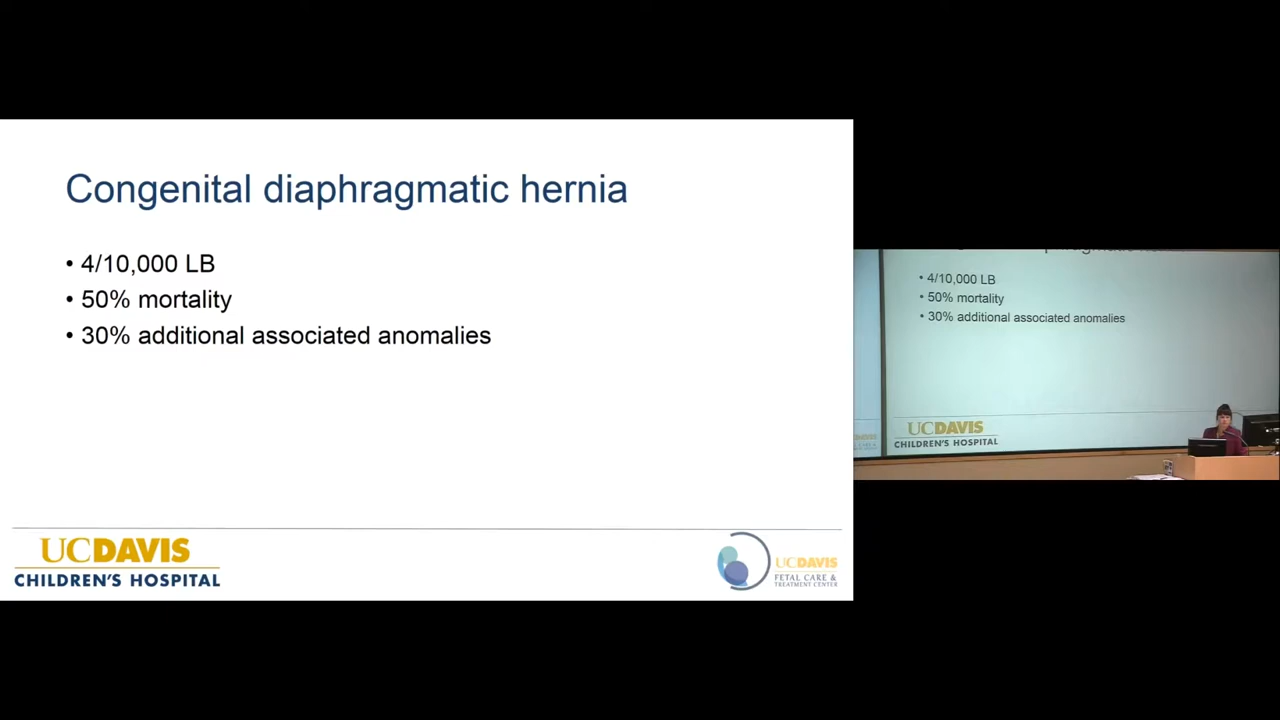 Congenital diaphragmatic hernia
• 4/10,000 LB
• 50% mortality
• 30% additional associated anomalies
UCDAVIS
CHILDREN'S HOSPITAL
UCDAVIS
FETAL CARE &
TREATMENT CENTER
• 4/10,000 LB
• 50% mortality
• 30% additional associated anomalies
UCDAVIS
CHILDREN'S HOSPITAL